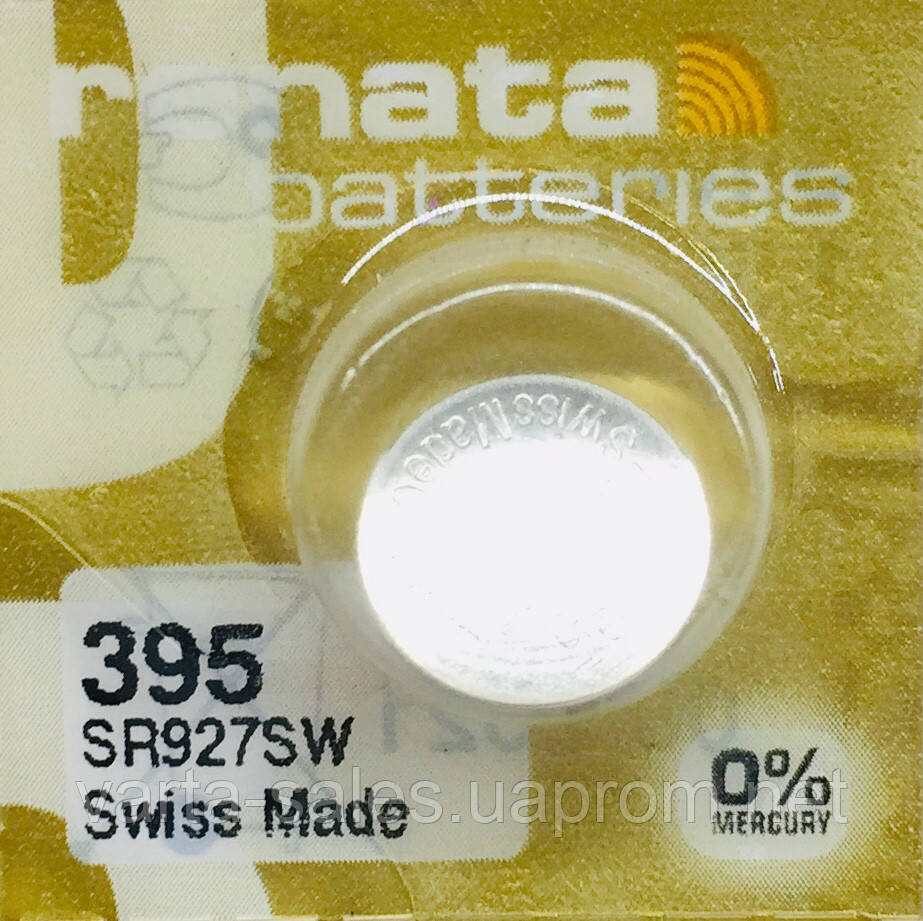 renata
batteries
Swiss Made
395
SR927SW
Swiss Made
0%
MERCURY
varta-sales.uaprom.net